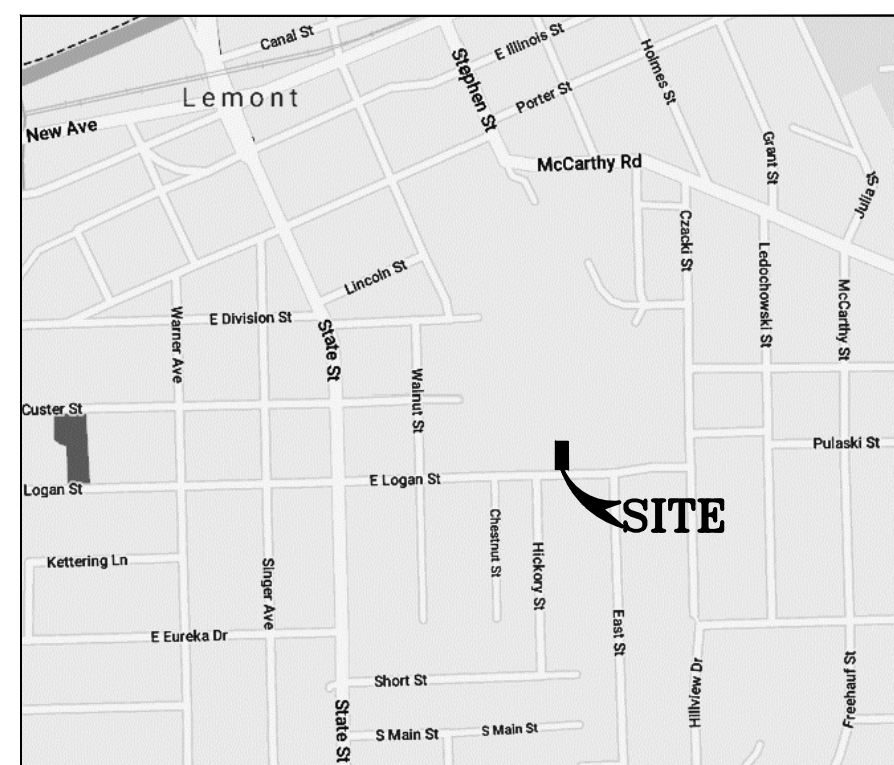 Canal St
E Illinois St
Stephen St
Holmes St
Lemont
Porter St
New Ave
McCarthy Rd
Grant St
Julia St
Czacki St
Ledochowski St
Lincoln St
McCarthy St
Warner Ave
E Division St
State St
Walnut St
Custer St
Pulaski St
E Logan St
Logan St
SITE
Chestnut St
Hickory St
Kettering Ln
Singer Ave
East St
E Eureka Dr
Hillview Dr
Freehauf St
Short St
State St
S Main St
S Main St